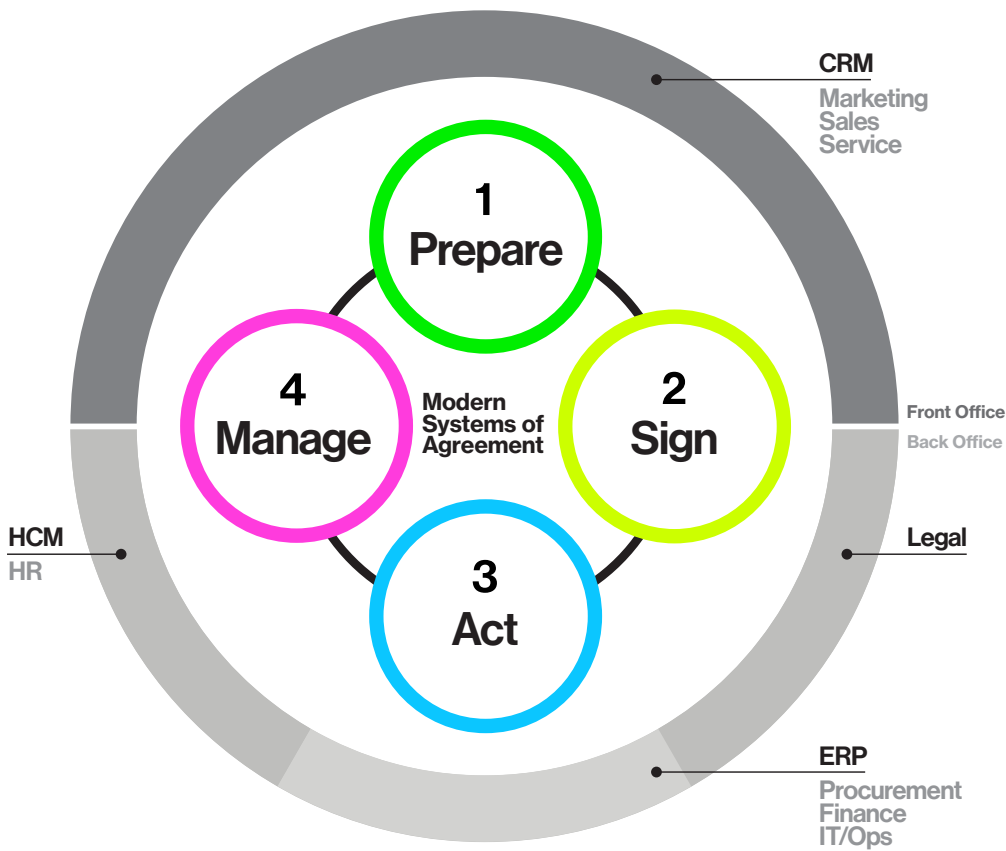 CRM
Marketing
Sales
Service
1
Prepare
4
Manage
Modern
Systems of
Agreement
2
Sign
Front Office
Back Office
HCM
HR
Legal
3
Act
ERP
Procurement
Finance
IT/Ops